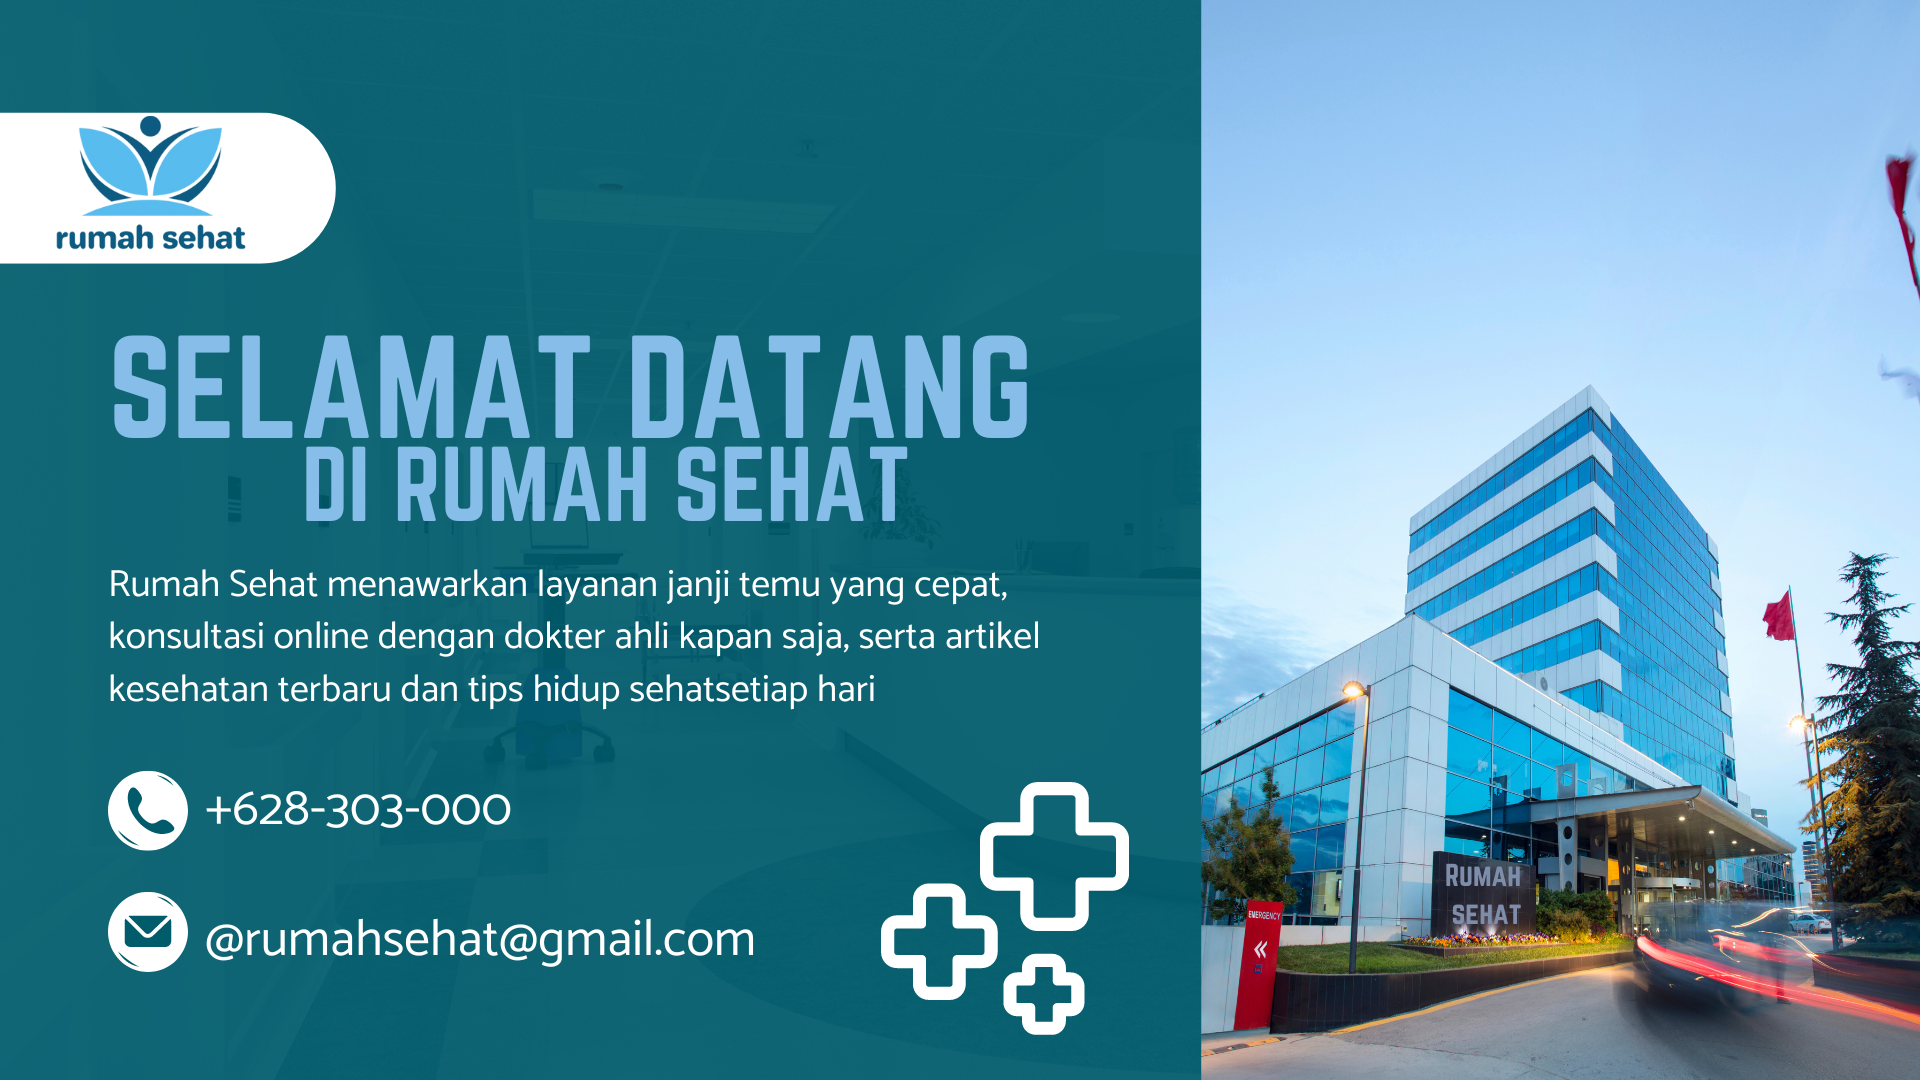 rumah sehat
SELAMAT DATANG
DI RUMAH SEHAT
Rumah Sehat menawarkan layanan janji temu yang cepat,
konsultasi online dengan dokter ahli kapan saja, serta artikel
kesehatan terbaru dan tips hidup sehatsetiap hari
+628-303-000
@rumahsehat@gmail.com
RUMAH
SEHAT
EMERGENCY